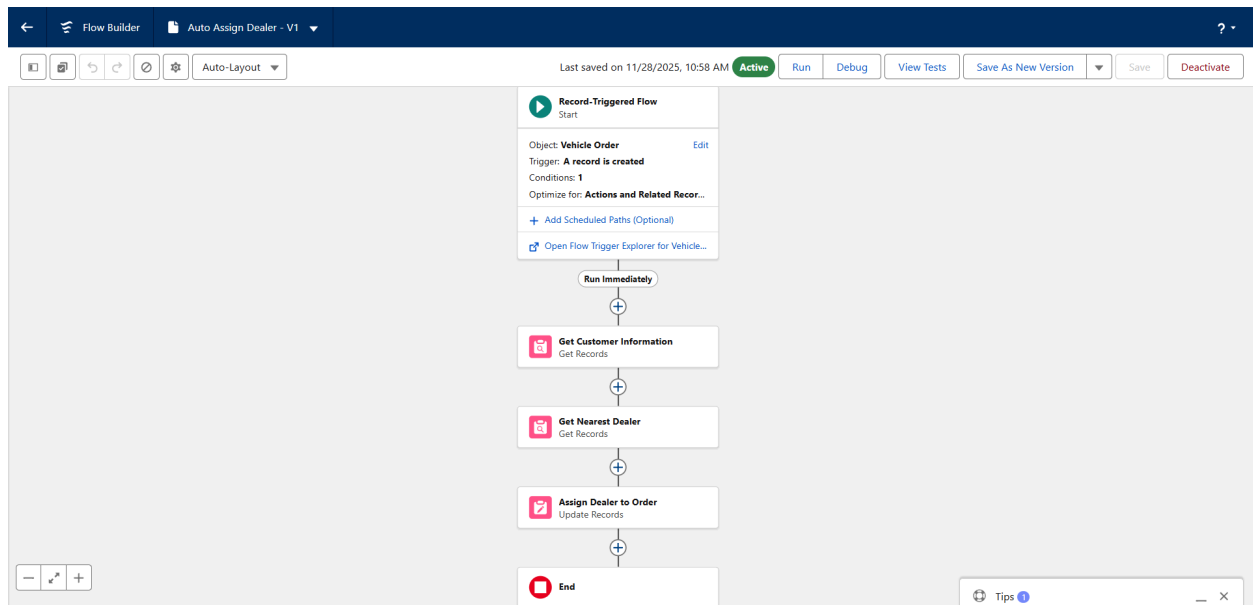 Flow Builder
Auto Assign Dealer - V1
? 
Auto-Layout
Last saved on 11/28/2025, 10:58 AM
Active
Run
Debug
View Tests
Save As New Version
Save
Deactivate
Record-Triggered Flow
Start
Object: Vehicle Order
Edit
Trigger: A record is created
Conditions: 1
Optimize for: Actions and Related Recor...
+ Add Scheduled Paths (Optional)
Open Flow Trigger Explorer for Vehicle...
Run Immediately
Get Customer Information
Get Records
Get Nearest Dealer
Get Records
Assign Dealer to Order
Update Records
End
Tips 1